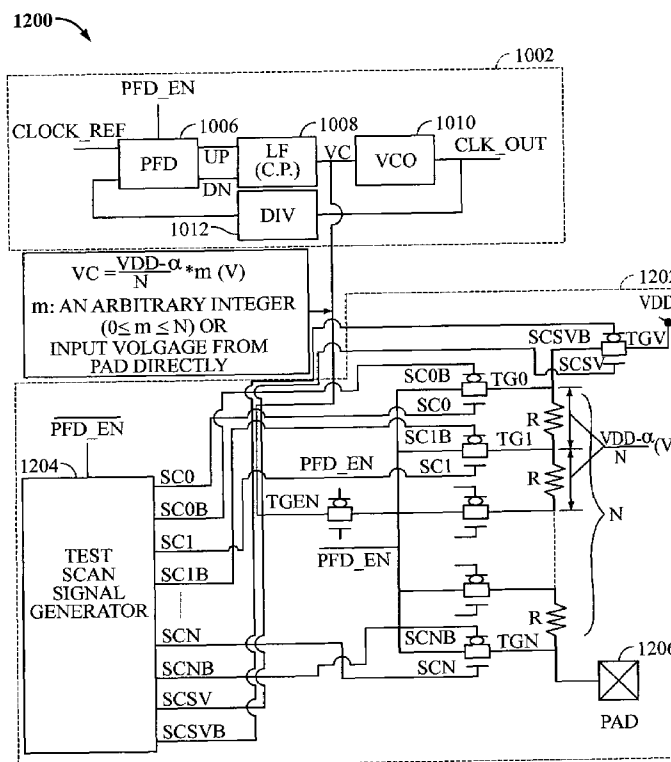 1200
1002
PFD_EN
CLOCK_REF
1006
1008
1010
PFD
UP
DN
LF
(C.P.)
VC
VCO
CLK_OUT
1012
DIV
VC = VDD-α/N *m (V)
m: AN ARBITRARY INTEGER
(0≤ m ≤ N) OR
INPUT VOLGAGE FROM
PAD DIRECTLY
1202
VDD
SCSVB
TGV
SCSV
SC0B
TG0
SC0
R
SC1B
TG1
VDD-α/N (V
PFD_EN
SC1
R
TGEN
N
PFD_EN
R
SCNB
TGN
SCN
1206
PAD
PFD_EN
1204
TEST
SCAN
SIGNAL
GENERATOR
SC0
SC0B
SC1
SC1B
SCN
SCNB
SCSV
SCSVB